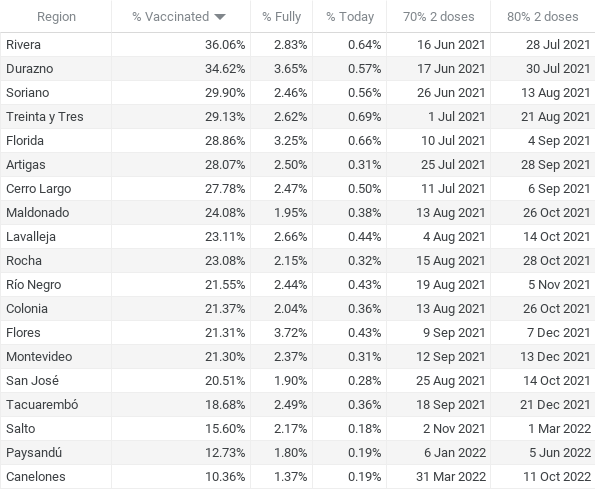 Region % Vaccinated % Fully % Today 70% 2 doses 80% 2 doses
Rivera 36.06% 2.83% 0.64% 16 Jun 2021 28 Jul 2021
Durazno 34.62% 3.65% 0.57% 17 Jun 2021 30 Jul 2021
Soriano 29.90% 2.46% 0.56% 26 Jun 2021 13 Aug 2021
Treinta y Tres 29.13% 2.62% 0.69% 1 Jul 2021 21 Aug 2021
Florida 28.86% 3.25% 0.66% 10 Jul 2021 4 Sep 2021
Artigas 28.07% 2.50% 0.31% 25 Jul 2021 28 Sep 2021
Cerro Largo 27.78% 2.47% 0.50% 11 Jul 2021 6 Sep 2021
Maldonado 24.08% 1.95% 0.38% 13 Aug 2021 26 Oct 2021
Lavalleja 23.11% 2.66% 0.44% 4 Aug 2021 14 Oct 2021
Rocha 23.08% 2.15% 0.32% 15 Aug 2021 28 Oct 2021
Río Negro 21.55% 2.44% 0.43% 19 Aug 2021 5 Nov 2021
Colonia 21.37% 2.04% 0.36% 13 Aug 2021 26 Oct 2021
Flores 21.31% 3.72% 0.43% 9 Sep 2021 7 Dec 2021
Montevideo 21.30% 2.37% 0.31% 12 Sep 2021 13 Dec 2021
San José 20.51% 1.90% 0.28% 25 Aug 2021 14 Oct 2021
Tacuarembó 18.68% 2.49% 0.36% 18 Sep 2021 21 Dec 2021
Salto 15.60% 2.17% 0.18% 2 Nov 2021 1 Mar 2022
Paysandú 12.73% 1.80% 0.19% 6 Jan 2022 5 Jun 2022
Canelones 10.36% 1.37% 0.19% 31 Mar 2022 11 Oct 2022